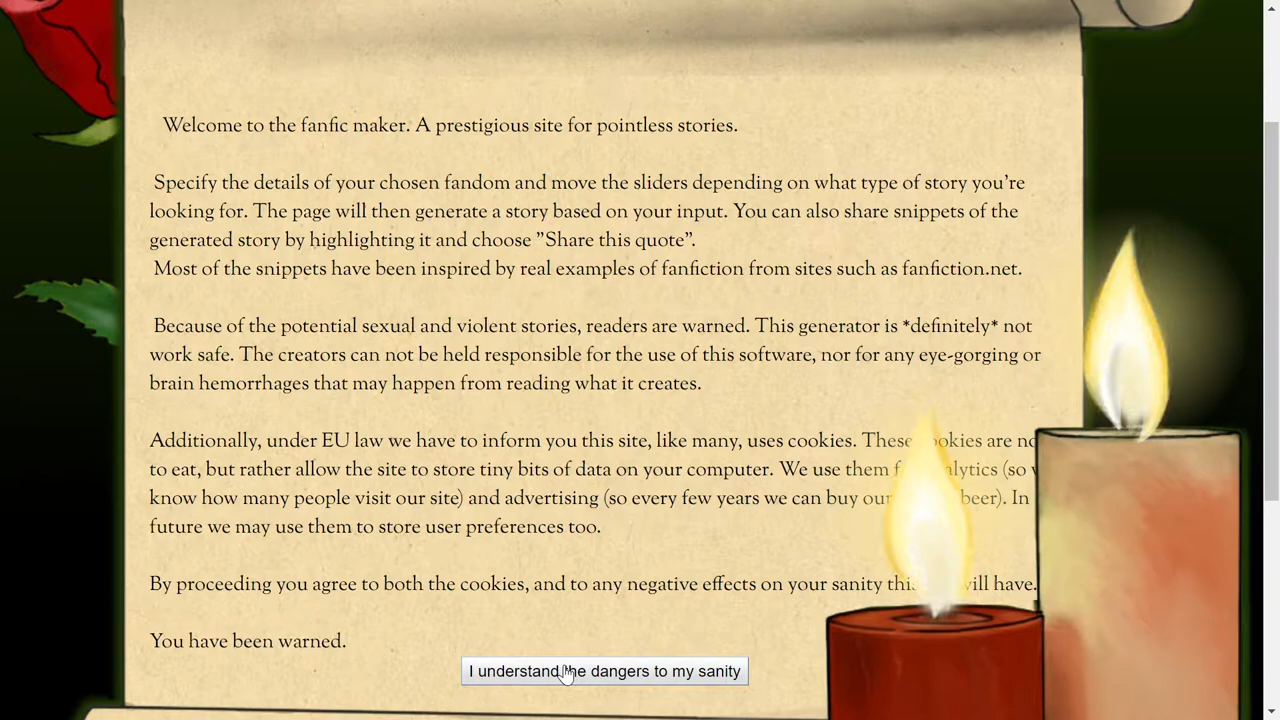 Welcome to the fanfic maker. A prestigious site for pointless stories.
Specify the details of your chosen fandom and move the sliders depending on what type of story you're
looking for. The page will then generate a story based on your input. You can also share snippets of the
generated story by highlighting it and choose "Share this quote".
Most of the snippets have been inspired by real examples of fanfiction from sites such as fanfiction.net.
Because of the potential sexual and violent stories, readers are warned. This generator is *definitely* not
work safe. The creators can not be held responsible for the use of this software, nor for any eye-gorging or
brain hemorrhages that may happen from reading what it creates.
Additionally, under EU law we have to inform you this site, like many, uses cookies. These cookies are
to eat, but rather allow the site to store tiny bits of data on your computer. We use them analytics (so
know how many people visit our site) and advertising (so every few years we can buy our beer). In
future we may use them to store user preferences too.
By proceeding you agree to both the cookies, and to any negative effects on your sanity will have.
You have been warned.
I understand the dangers to my sanity